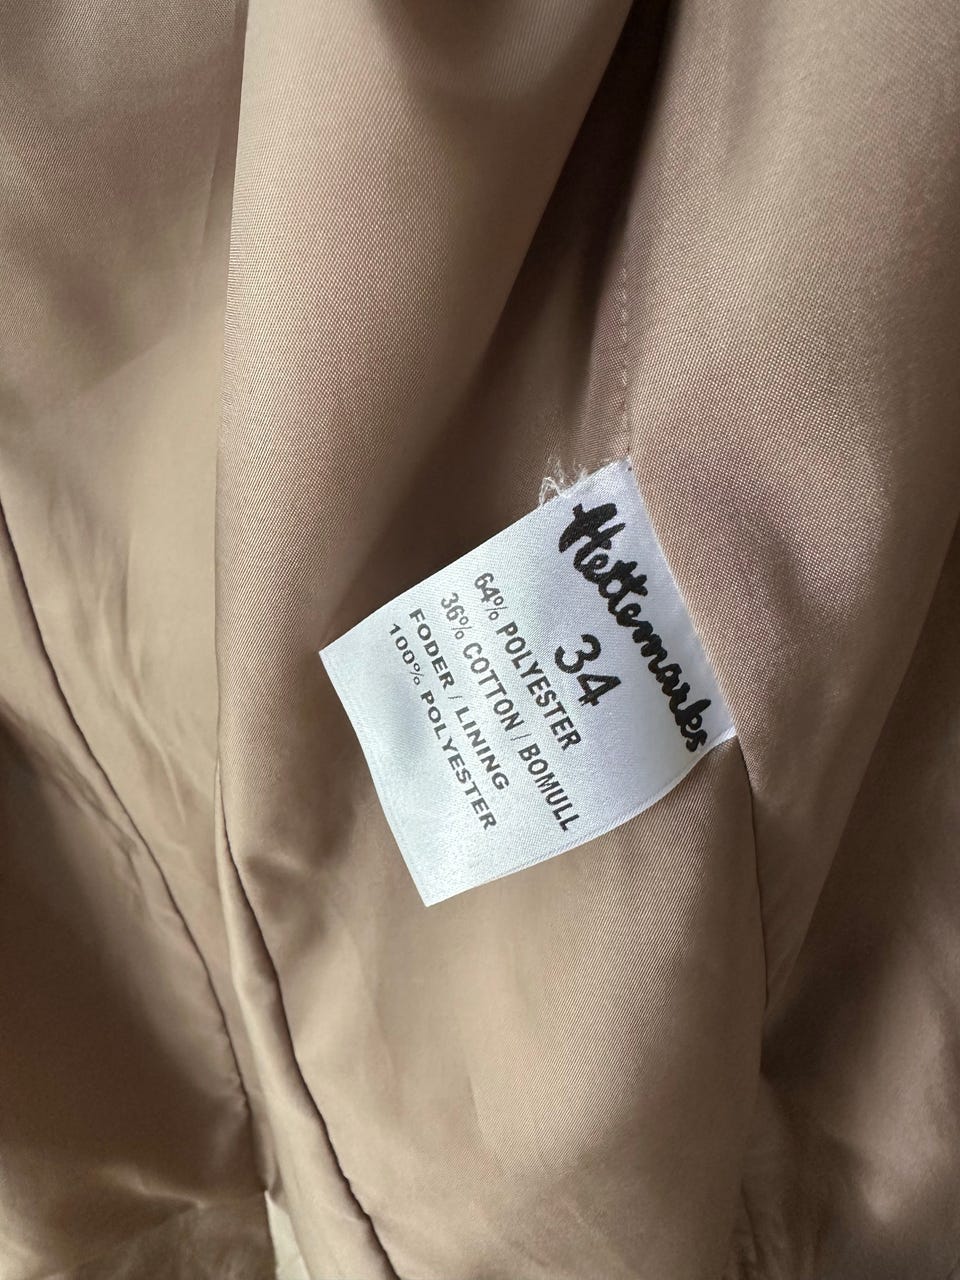 Hettemarks
34
64% POLYESTER
36% COTTON / BOMULL
FODER / LINING
100% POLYESTER